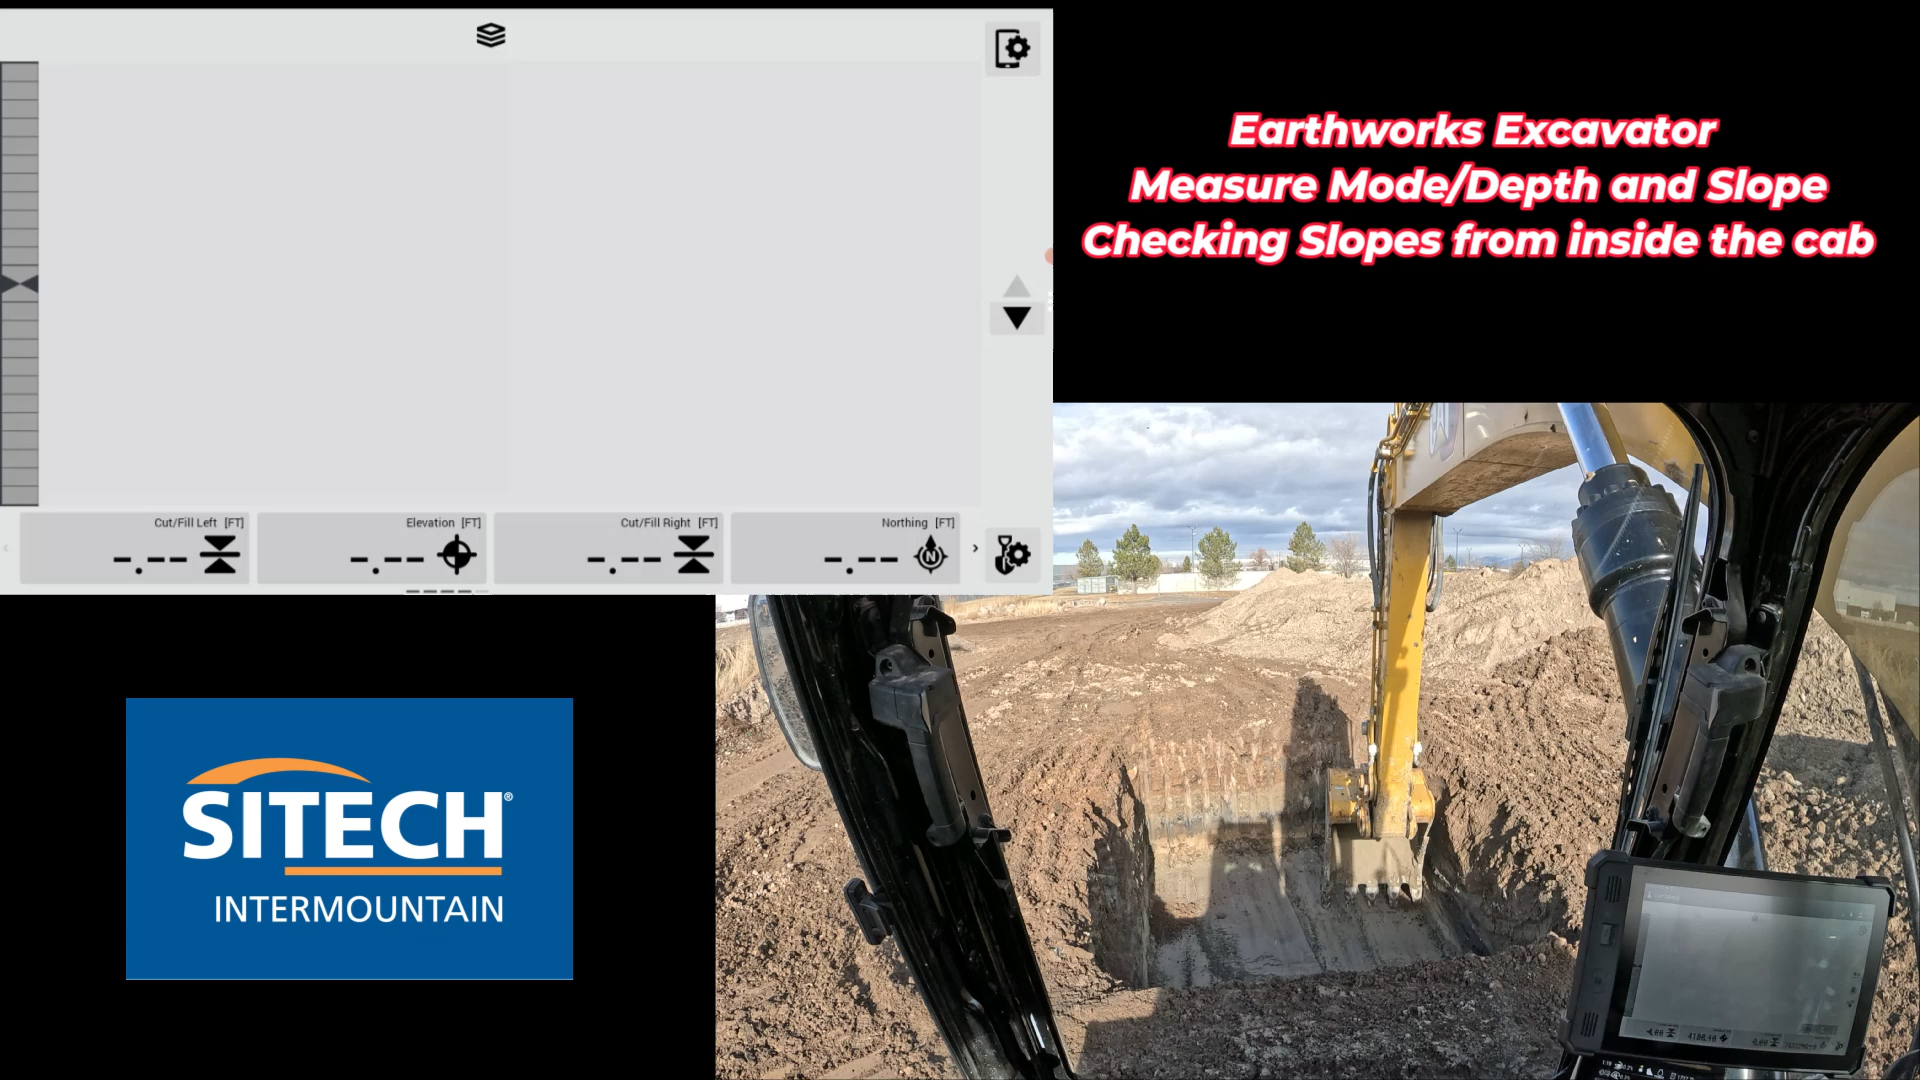 Earthworks Excavator
Measure Mode/Depth and Slope
Checking Slopes from inside the cab
Cut/Fill Left [FT]
-.--
Elevation [FT]
-.--
Cut/Fill Right [FT]
-.--
Northing [FT]
-.--
N
SITECH®
INTERMOUNTAIN